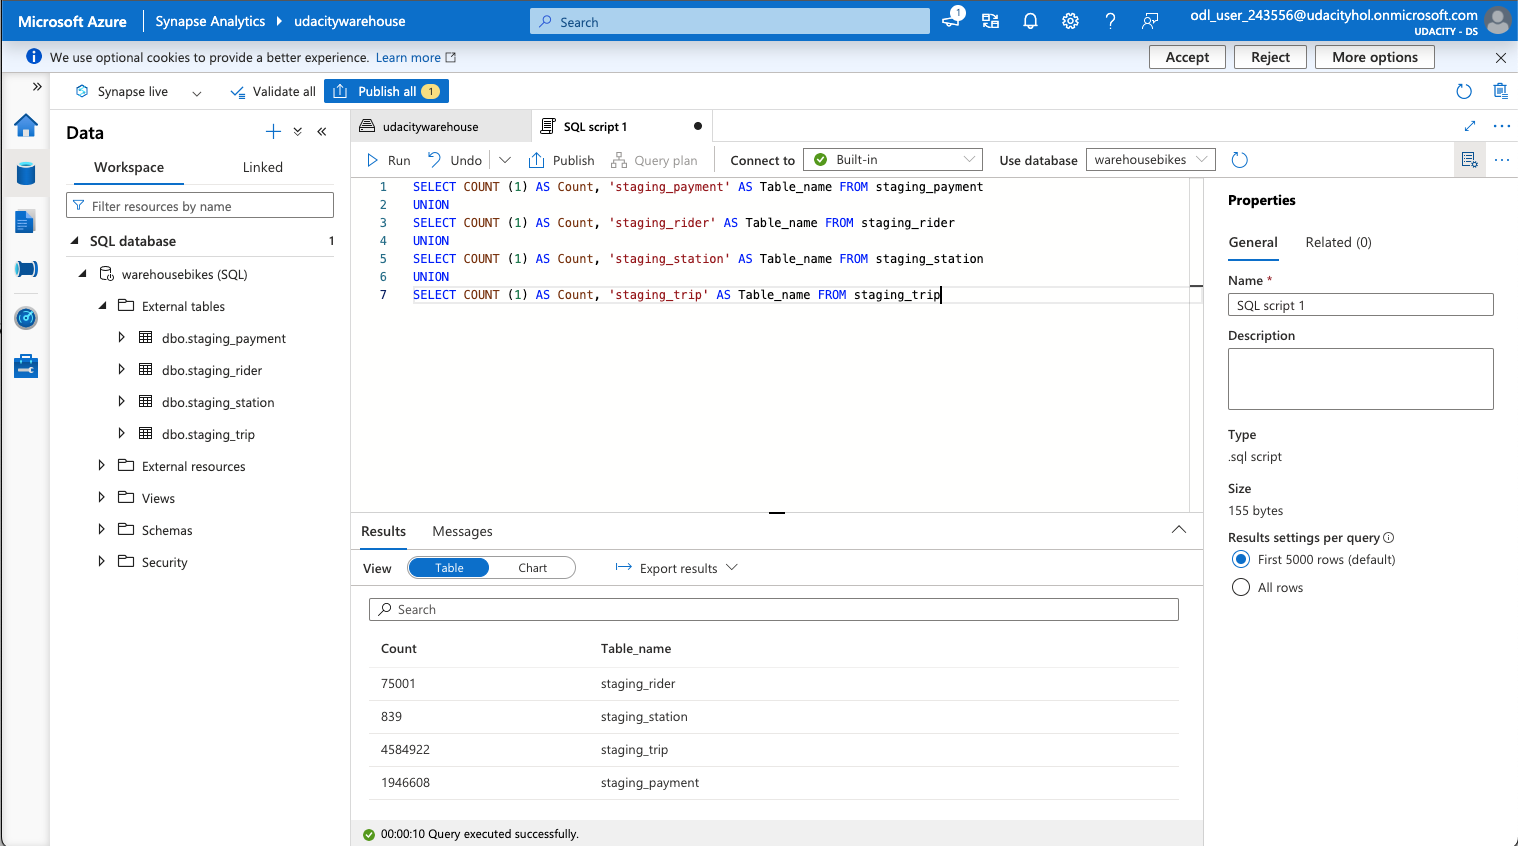 Microsoft Azure
Synapse Analytics
udacitywarehouse
Search
1
odl_user_243556@udacityhol.onmicrosoft.com
UDACITY - DS
We use optional cookies to provide a better experience. Learn more
Accept
Reject
More options
Synapse live
Validate all
Publish all 1
Data
Workspace
Linked
Filter resources by name
SQL database 1
warehousebikes (SQL)
External tables
dbo.staging_payment
dbo.staging_rider
dbo.staging_station
dbo.staging_trip
External resources
Views
Schemas
Security
udacitywarehouse
SQL script 1
Run
Undo
Publish
Query plan
Connect to
Built-in
Use database
warehousebikes
1 SELECT COUNT (1) AS Count, 'staging_payment' AS Table_name FROM staging_payment
2 UNION
3 SELECT COUNT (1) AS Count, 'staging_rider' AS Table_name FROM staging_rider
4 UNION
5 SELECT COUNT (1) AS Count, 'staging_station' AS Table_name FROM staging_station
6 UNION
7 SELECT COUNT (1) AS Count, 'staging_trip' AS Table_name FROM staging_trip
Results
Messages
View
Table
Chart
Export results
Search
Count Table_name
75001 staging_rider
839 staging_station
4584922 staging_trip
1946608 staging_payment
00:00:10 Query executed successfully.
Properties
General
Related (0)
Name *
SQL script 1
Description
Type
.sql script
Size
155 bytes
Results settings per query
First 5000 rows (default)
All rows